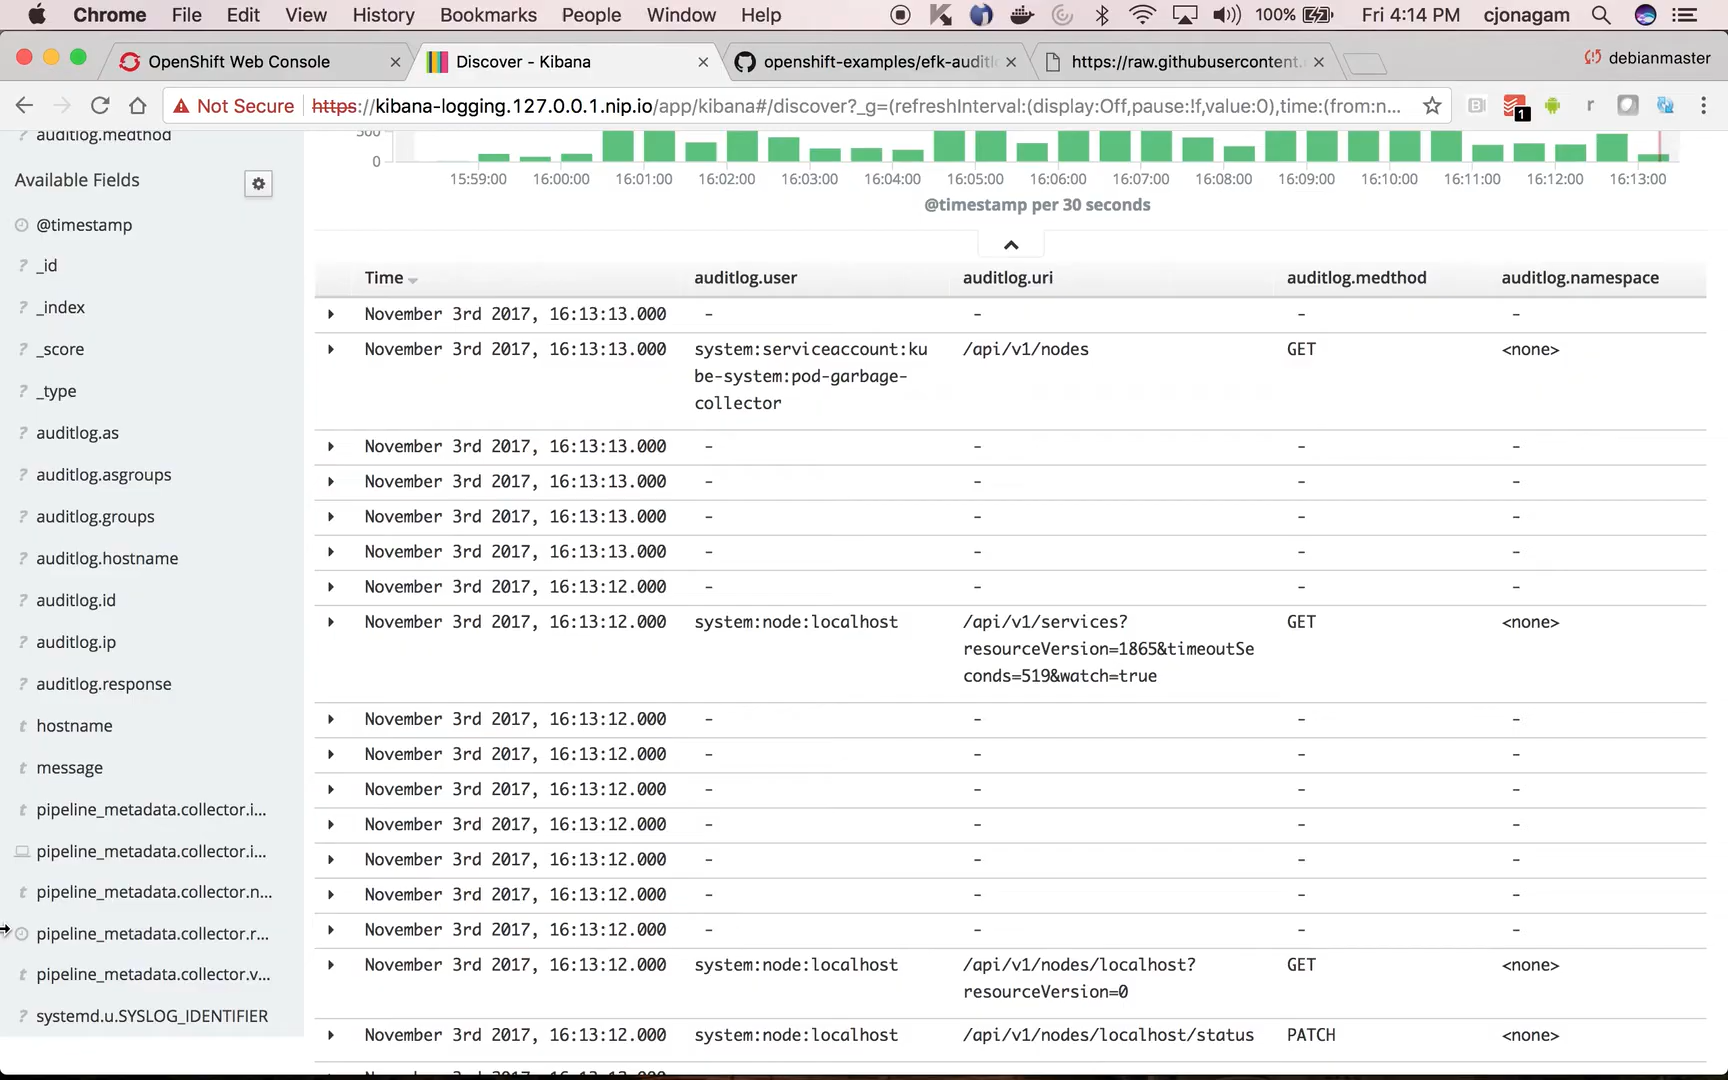 Chrome File Edit View History Bookmarks People Window Help 100% Fri 4:14 PM cjonagam
OpenShift Web Console × Discover - Kibana × openshift-examples/efk-auditl × https://raw.githubusercontent. × debianmaster
Not Secure https://kibana-logging.127.0.0.1.nip.io/app/kibana#/discover?_g=(refreshInterval:(display:Off,pause:!f,value:0),time:(from:n... 1
auditlog.medthod
Available Fields
@timestamp
_id
_index
_score
_type
auditlog.as
auditlog.asgroups
auditlog.groups
auditlog.hostname
auditlog.id
auditlog.ip
auditlog.response
t hostname
t message
t pipeline_metadata.collector.i...
pipeline_metadata.collector.i...
t pipeline_metadata.collector.n...
pipeline_metadata.collector.r...
t pipeline_metadata.collector.v...
? systemd.u.SYSLOG_IDENTIFIER
500
0
15:59:00 16:00:00 16:01:00 16:02:00 16:03:00 16:04:00 16:05:00 16:06:00 16:07:00 16:08:00 16:09:00 16:10:00 16:11:00 16:12:00 16:13:00
@timestamp per 30 seconds
Time auditlog.user auditlog.uri auditlog.medthod auditlog.namespace
November 3rd 2017, 16:13:13.000 - - - -
November 3rd 2017, 16:13:13.000 system:serviceaccount:ku /api/v1/nodes GET <none>
be-system:pod-garbage-
collector
November 3rd 2017, 16:13:13.000 - - - -
November 3rd 2017, 16:13:13.000 - - - -
November 3rd 2017, 16:13:13.000 - - - -
November 3rd 2017, 16:13:13.000 - - - -
November 3rd 2017, 16:13:12.000 - - - -
November 3rd 2017, 16:13:12.000 system:node:localhost /api/v1/services? GET <none>
resourceVersion=1865&timeoutSe
conds=519&watch=true
November 3rd 2017, 16:13:12.000 - - - -
November 3rd 2017, 16:13:12.000 - - - -
November 3rd 2017, 16:13:12.000 - - - -
November 3rd 2017, 16:13:12.000 - - - -
November 3rd 2017, 16:13:12.000 - - - -
November 3rd 2017, 16:13:12.000 - - - -
November 3rd 2017, 16:13:12.000 - - - -
November 3rd 2017, 16:13:12.000 system:node:localhost /api/v1/nodes/localhost? GET <none>
resourceVersion=0
November 3rd 2017, 16:13:12.000 system:node:localhost /api/v1/nodes/localhost/status PATCH <none>